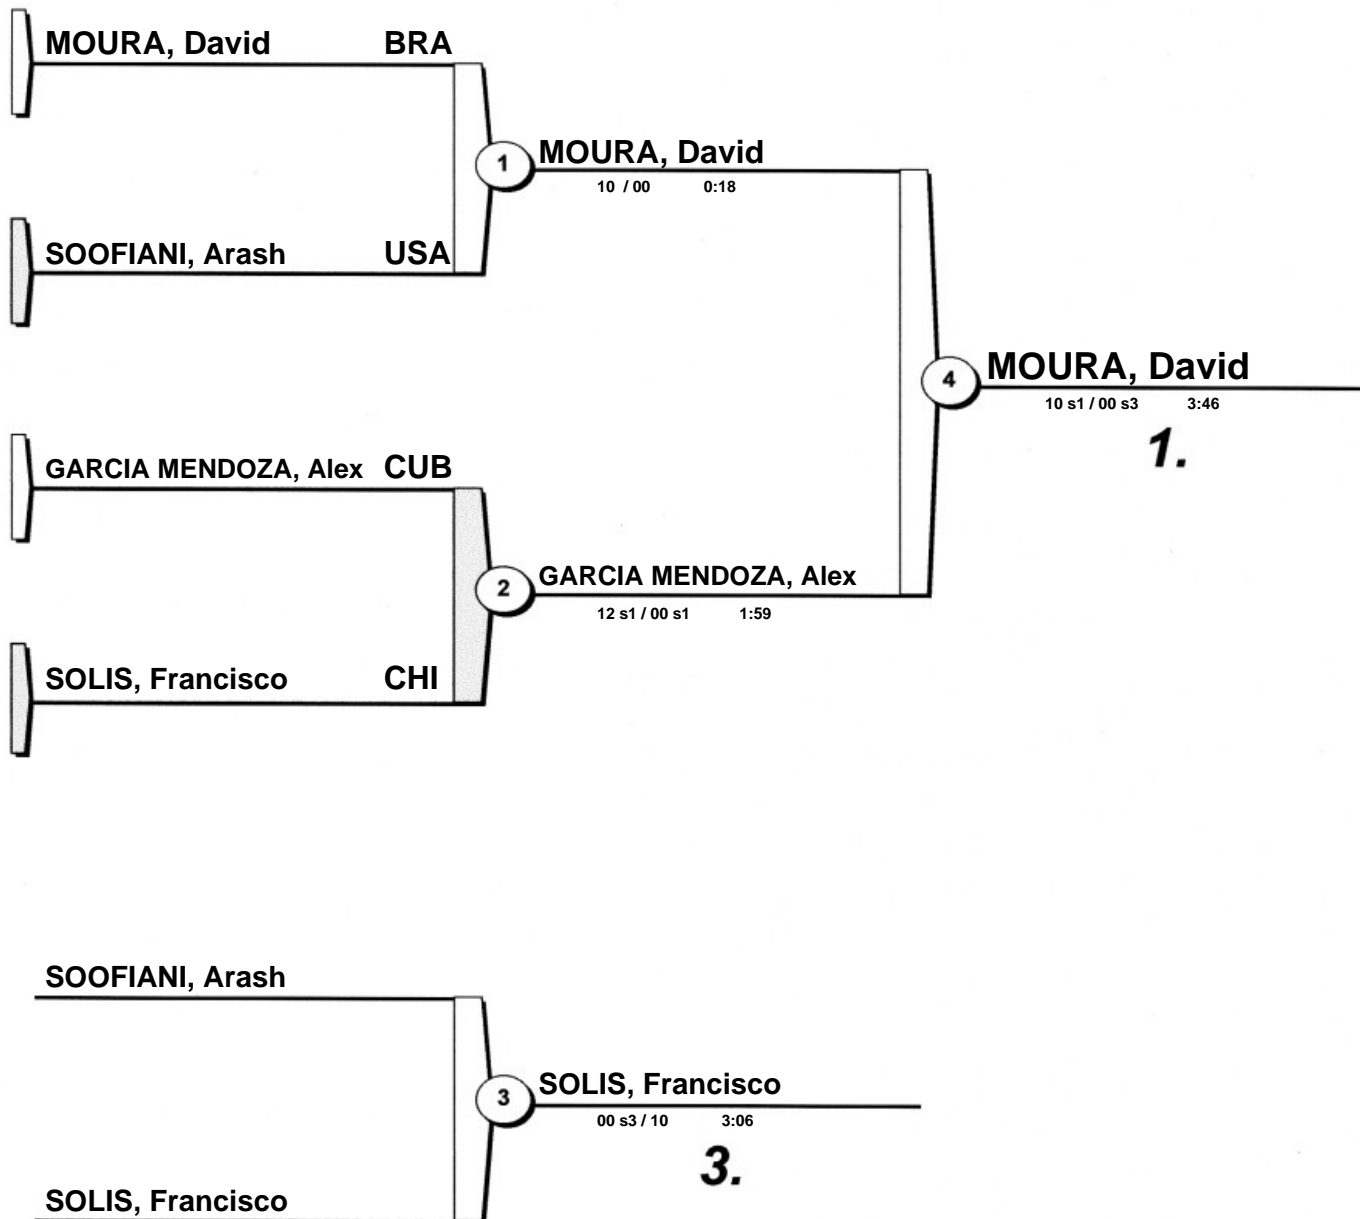 MOURA, David BRA
1 MOURA, David
10 / 00 0:18
SOOFIANI, Arash USA
4 MOURA, David
10 s1 / 00 s3 3:46
1.
GARCIA MENDOZA, Alex CUB
2 GARCIA MENDOZA, Alex
12 s1 / 00 s1 1:59
SOLIS, Francisco CHI
SOOFIANI, Arash
3 SOLIS, Francisco
00 s3 / 10 3:06
3.
SOLIS, Francisco